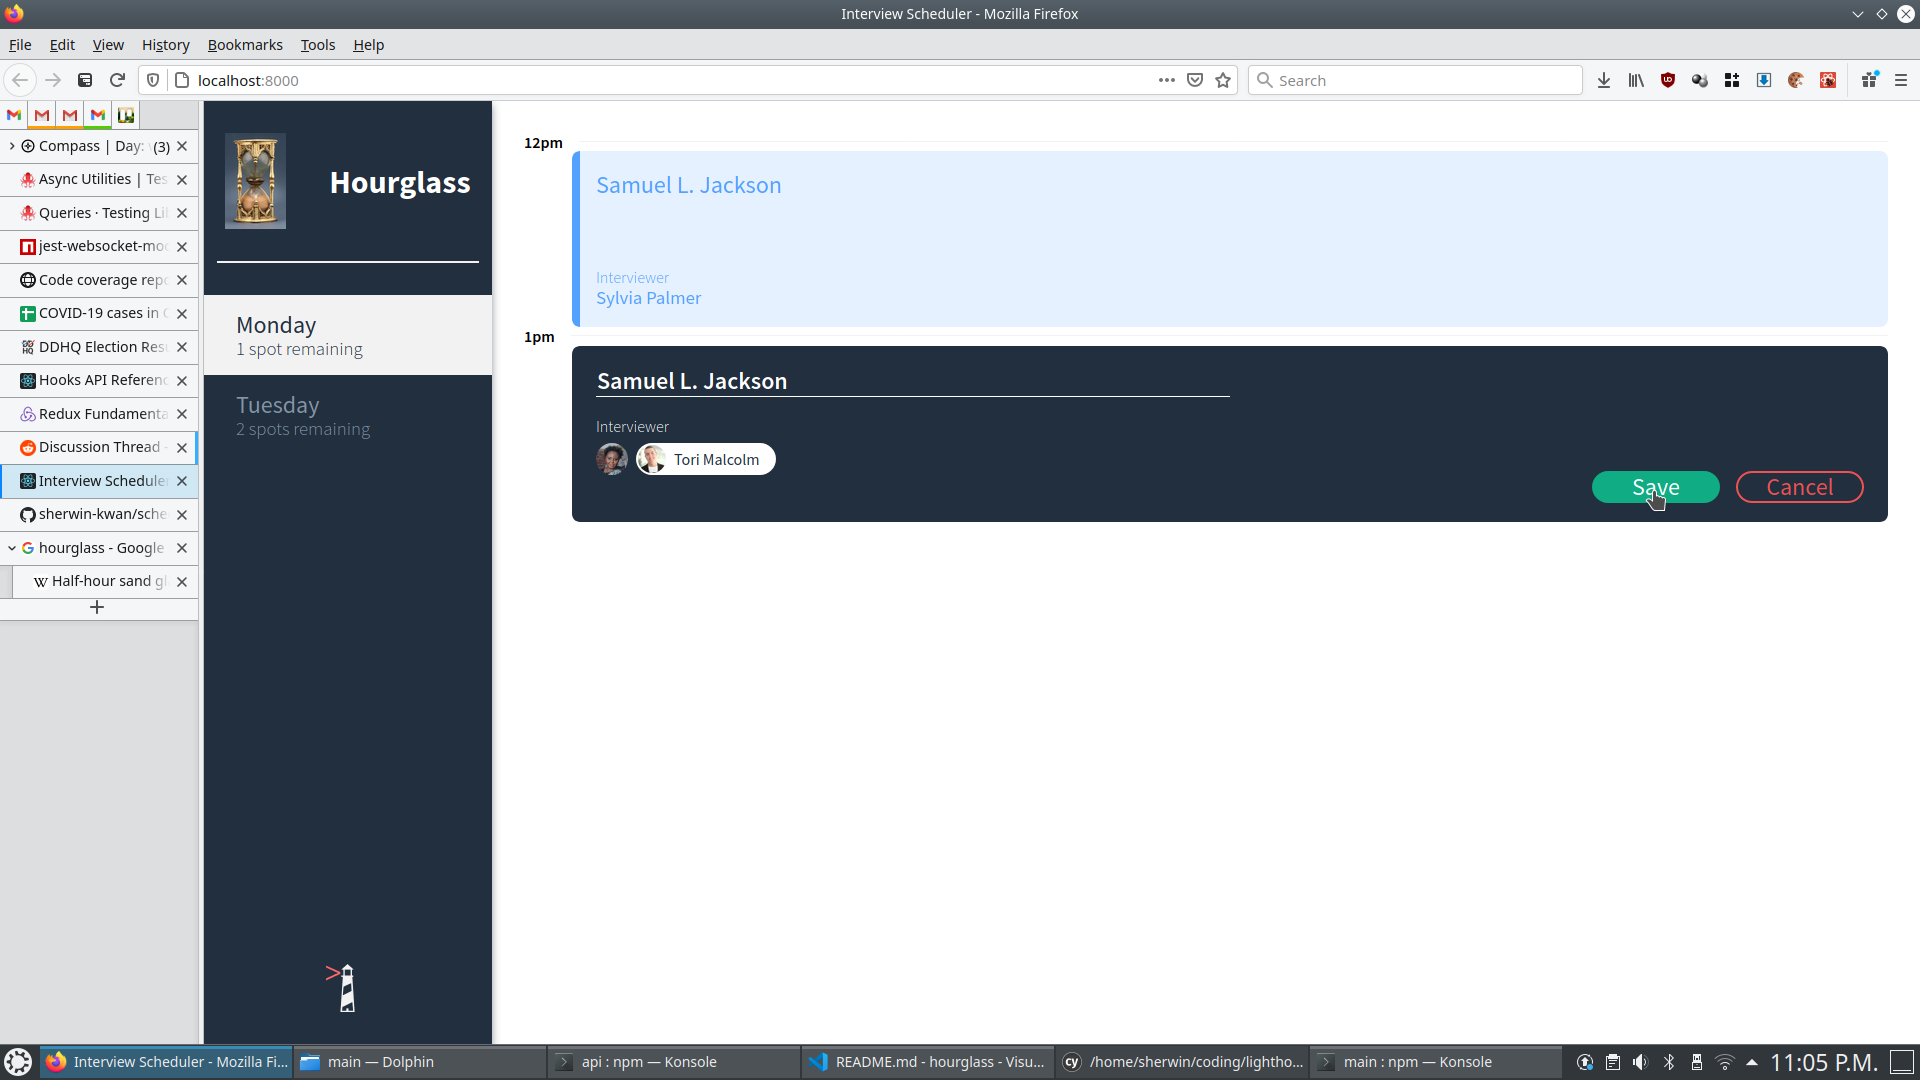 Interview Scheduler - Mozilla Firefox
File Edit View History Bookmarks Tools Help
localhost:8000
Search
Compass | Day: (3)
Async Utilities | Tes
Queries · Testing Li
jest-websocket-mo
Code coverage rep
COVID-19 cases in
DDHQ Election Res
Hooks API Referen
Redux Fundamenta
Discussion Thread -
Interview Schedule
sherwin-kwan/sche
hourglass - Google
W Half-hour sand gl
Hourglass
Monday
1 spot remaining
Tuesday
2 spots remaining
12pm
Samuel L. Jackson
Interviewer
Sylvia Palmer
1pm
Samuel L. Jackson
Interviewer
Tori Malcolm
Save
Cancel
Interview Scheduler - Mozilla Fi...
main — Dolphin
api : npm — Konsole
README.md - hourglass - Visu...
cy /home/sherwin/coding/lightho...
main : npm — Konsole
11:05 P.M.